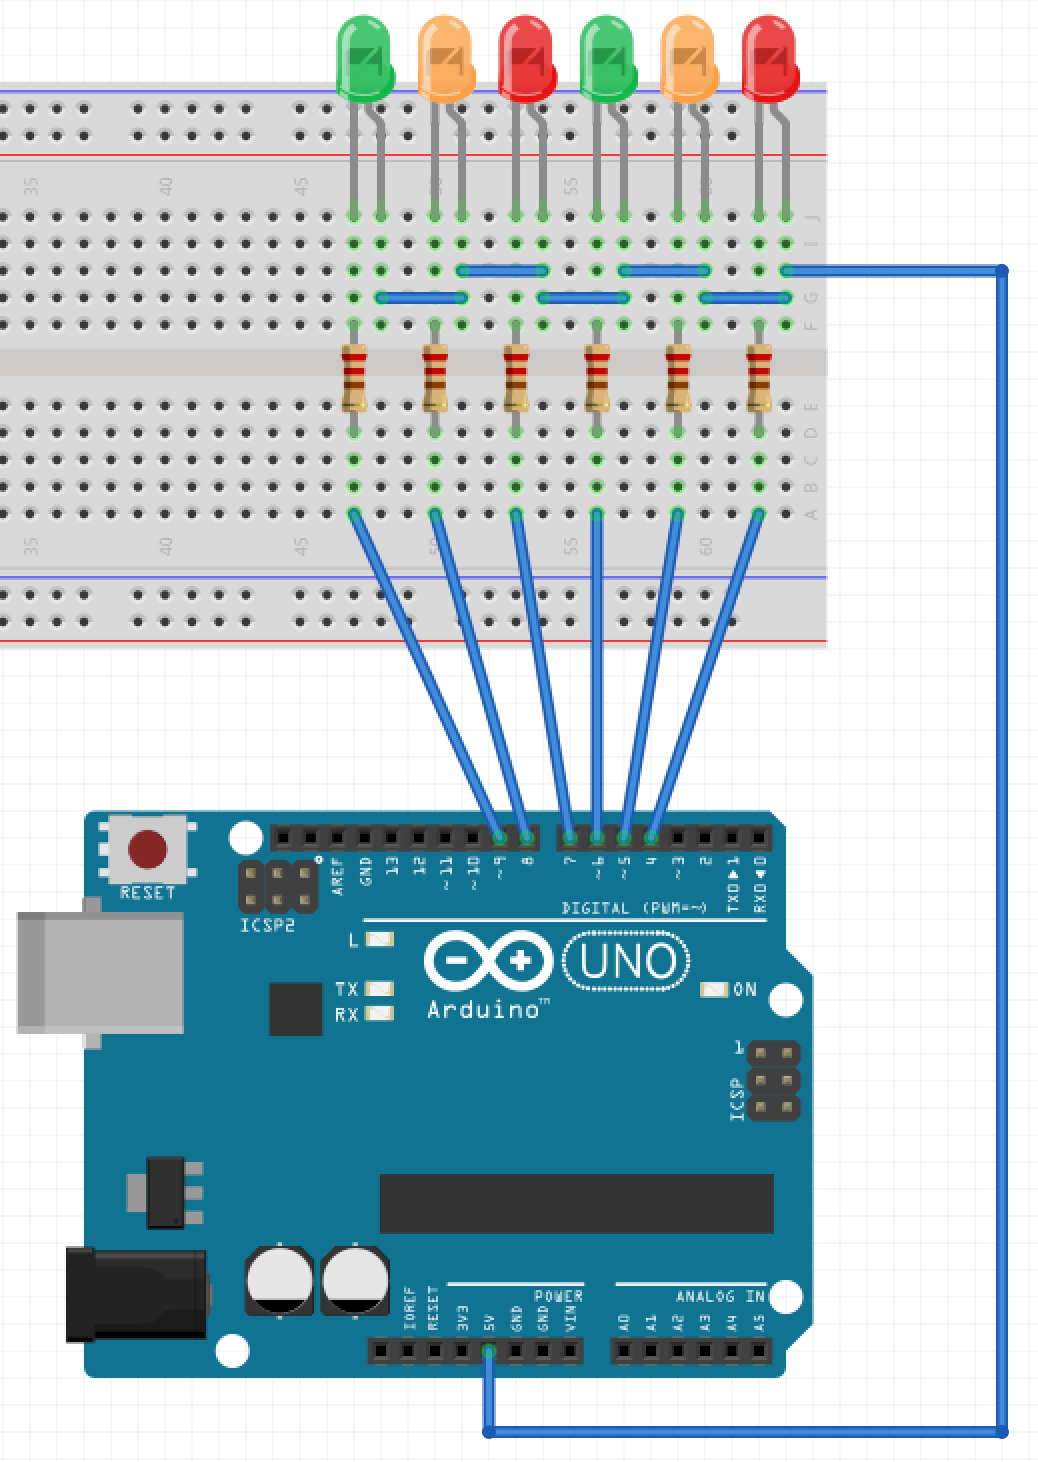 35 40 45 50 55 60
J
I
G
F
E
D
C
B
A
35 40 45 50 55 60
RESET
ICSP2
AREF GND 13 12 ~11 ~10 ~9 8 7 ~6 ~5 4 ~3 2 TXD▶1 RXD◀0
DIGITAL (PWM=~)
L
TX
RX
Arduino™
UNO
ON
1
ICSP
POWER
ANALOG IN
IOREF RESET 3V3 5V GND GND VIN A0 A1 A2 A3 A4 A5